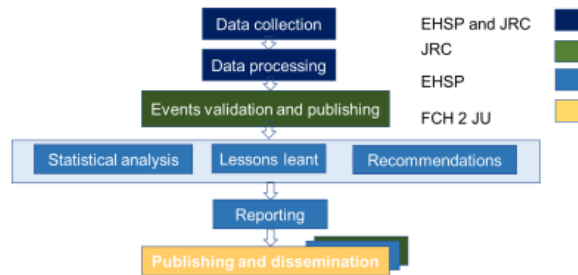 Data collection
Data processing
Events validation and publishing
Statistical analysis
Lessons leant
Recommendations
Reporting
Publishing and dissemination
EHSP and JRC
JRC
EHSP
FCH 2 JU